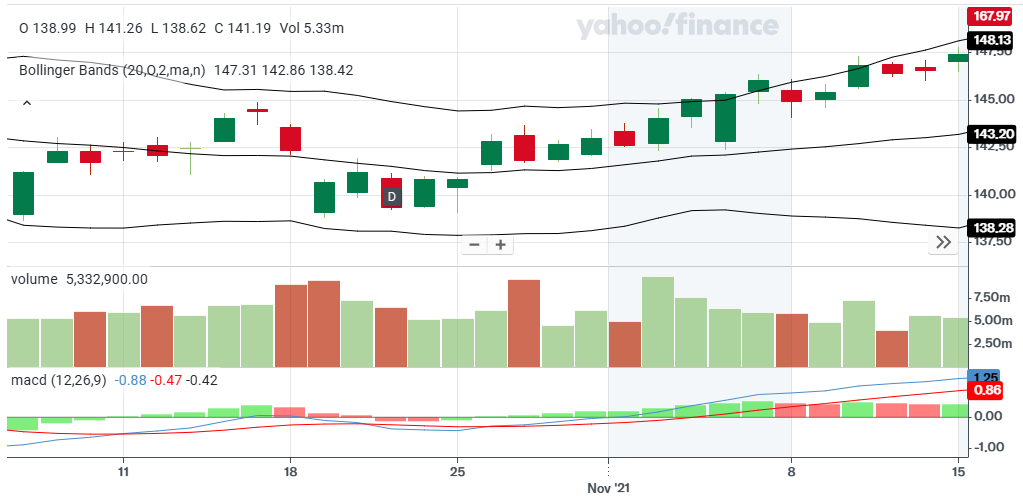 yahoo!finance
O 138.99 H 141.26 L 138.62 C 141.19 Vol 5.33m
Bollinger Bands (20,0,2,ma,n) 147.31 142.86 138.42
167.97
148.13
147.50
145.00
143.20
142.50
140.00
138.28
137.50
D
volume 5,332,900.00
7.50m
5.00m
2.50m
macd (12,26,9) -0.88 -0.47 -0.42
1.25
0.86
0.00
-1.00
11 18 25 8 15
Nov '21